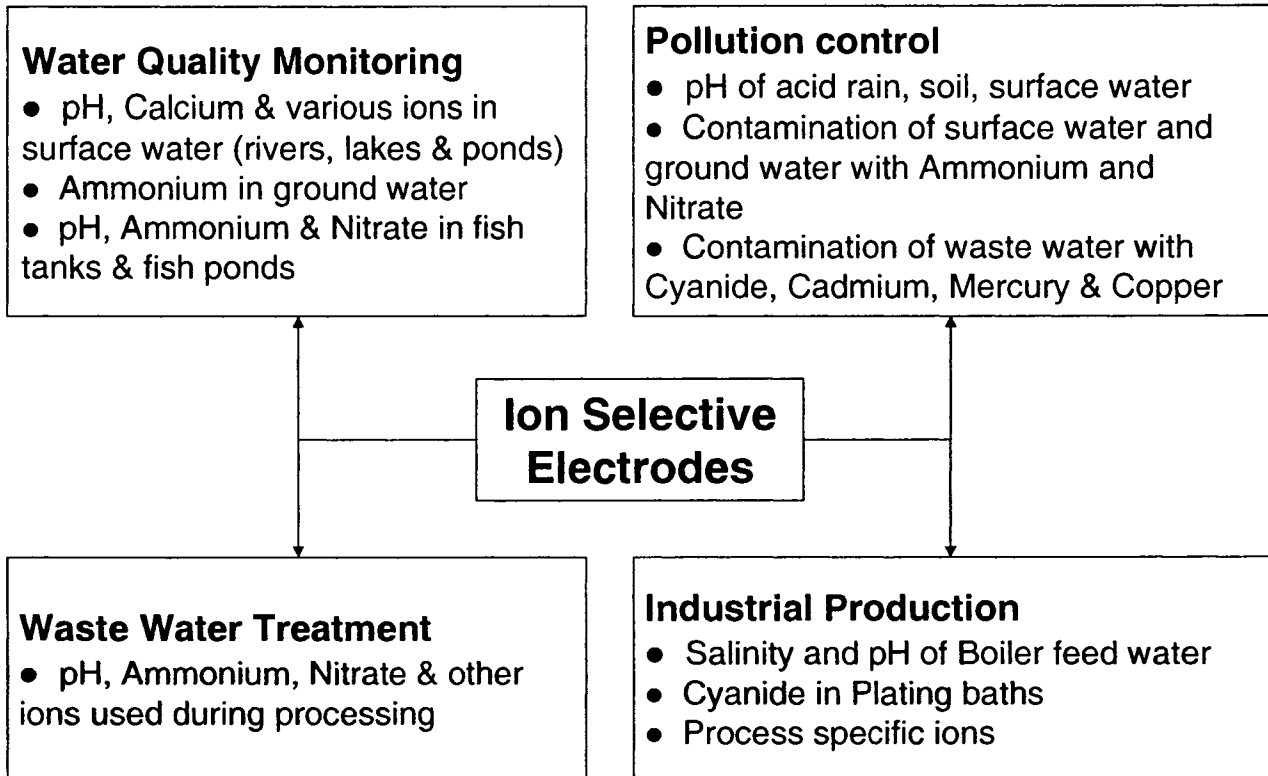 Water Quality Monitoring
● pH, Calcium & various ions in
surface water (rivers, lakes & ponds)
● Ammonium in ground water
● pH, Ammonium & Nitrate in fish
tanks & fish ponds
Pollution control
● pH of acid rain, soil, surface water
● Contamination of surface water and
ground water with Ammonium and
Nitrate
● Contamination of waste water with
Cyanide, Cadmium, Mercury & Copper
Ion Selective
Electrodes
Waste Water Treatment
● pH, Ammonium, Nitrate & other
ions used during processing
Industrial Production
● Salinity and pH of Boiler feed water
● Cyanide in Plating baths
● Process specific ions